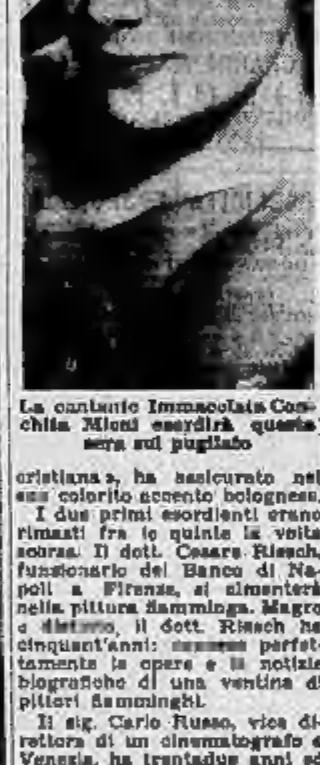 La cantante Immacolata Con-
chita Mioni esordirà questa
sera sul pugilato
cristiana », ha assicurato nel
suo colorito accento bolognese.
I due primi esordienti erano
rimasti fra le quinte la volta
scorsa. Il dott. Cesare Riesch,
funzionario del Banco di Na-
poli a Firenze, si cimenterà
nella pittura fiamminga. Magro
e il dott. Riesch ha
cinquant'anni: perfet-
tamente le opere e le notizie
biografiche di una ventina di
pittori fiamminghi.
Il sig. Carlo Russo, vice di-
rettore di un cinematografo a
Venezia, ha trentadue anni ed